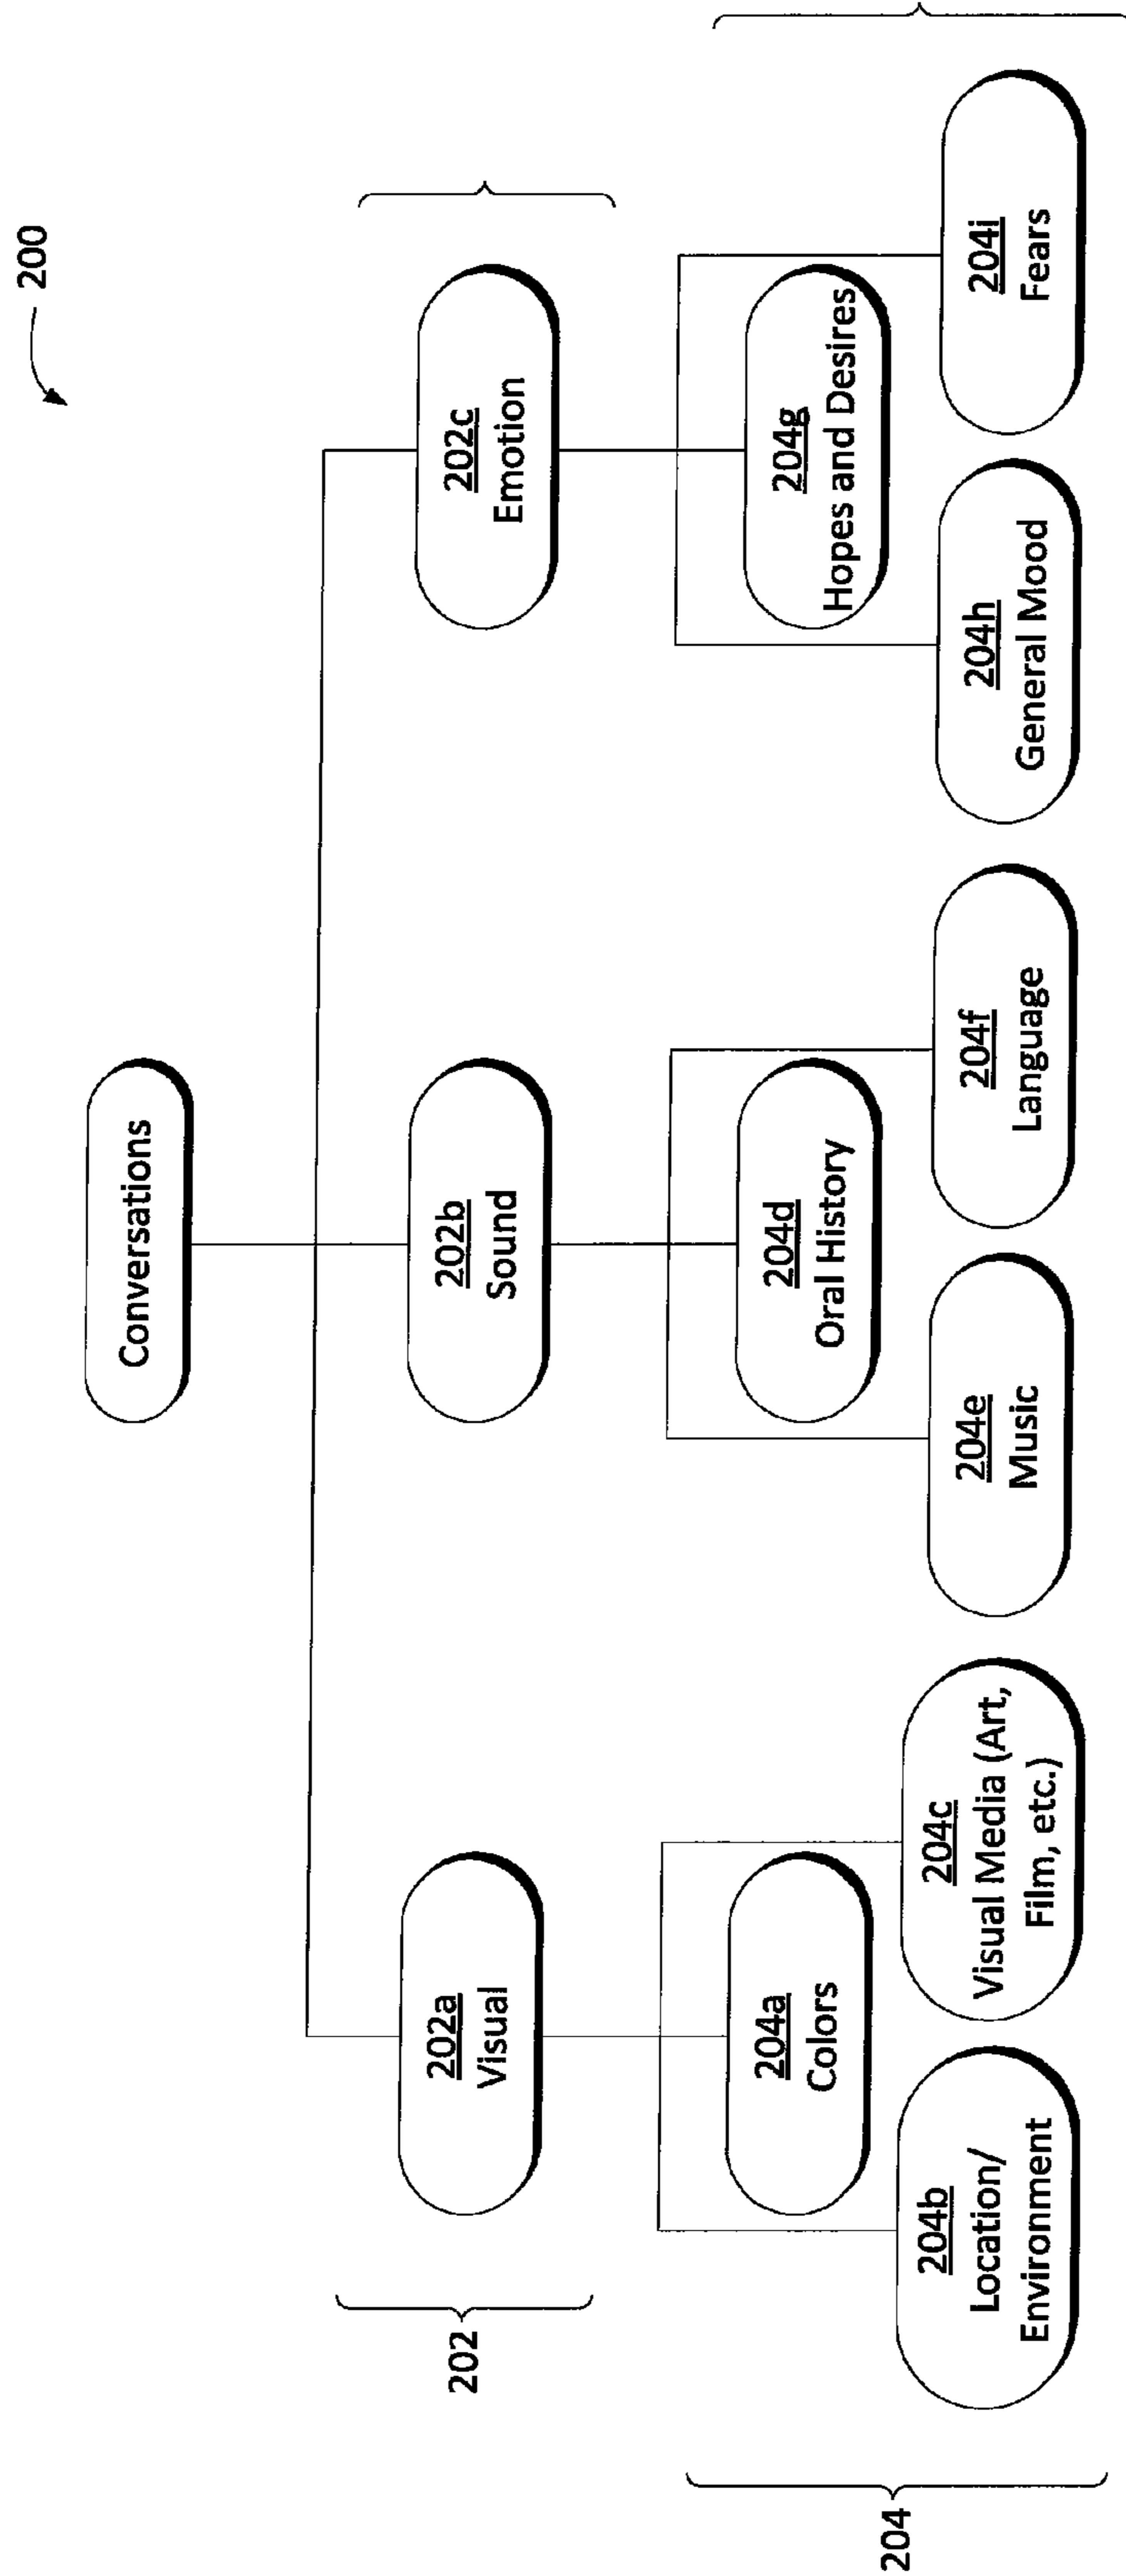 200
Conversations
202
202a
Visual
202b
Sound
202c
Emotion
204
204a
Colors
204b
Location/
Environment
204c
Visual Media (Art,
Film, etc.)
204d
Oral History
204e
Music
204f
Language
204g
Hopes and Desires
204h
General Mood
204i
Fears